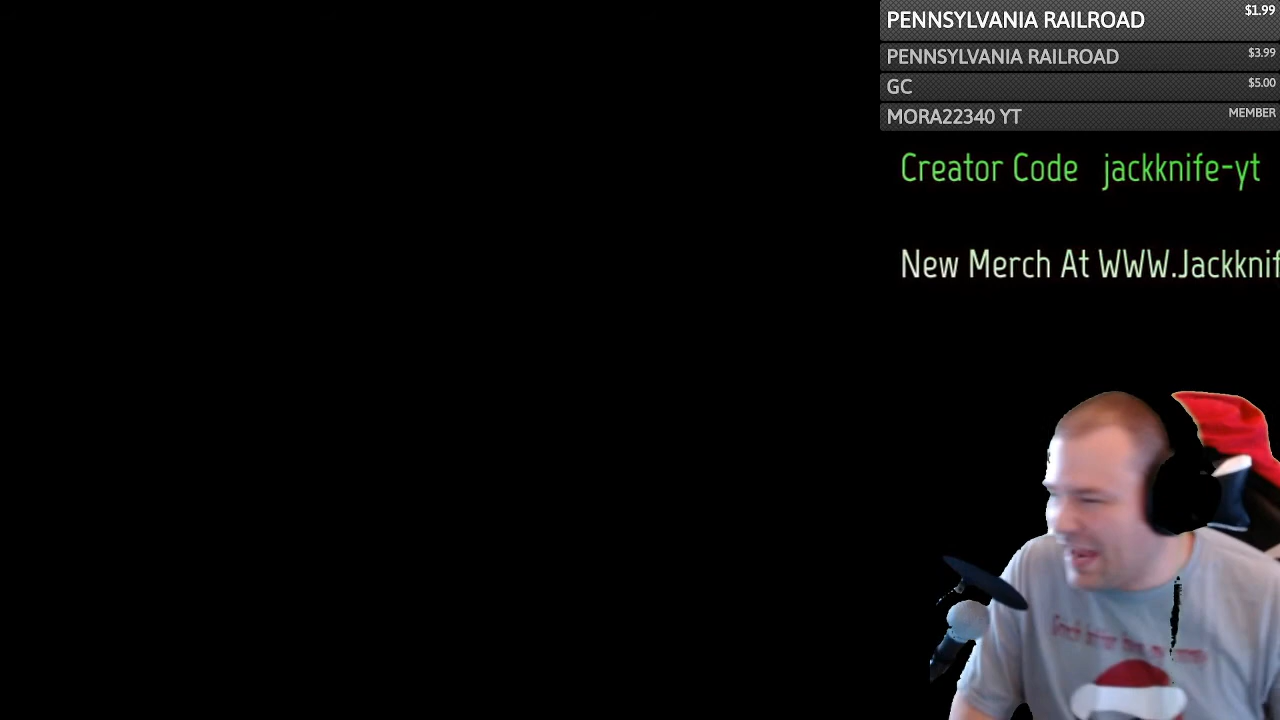 PENNSYLVANIA RAILROAD $1.99
PENNSYLVANIA RAILROAD $3.99
GC $5.00
MORA22340 YT MEMBER
Creator Code jackknife-yt
New Merch At WWW.Jackknif